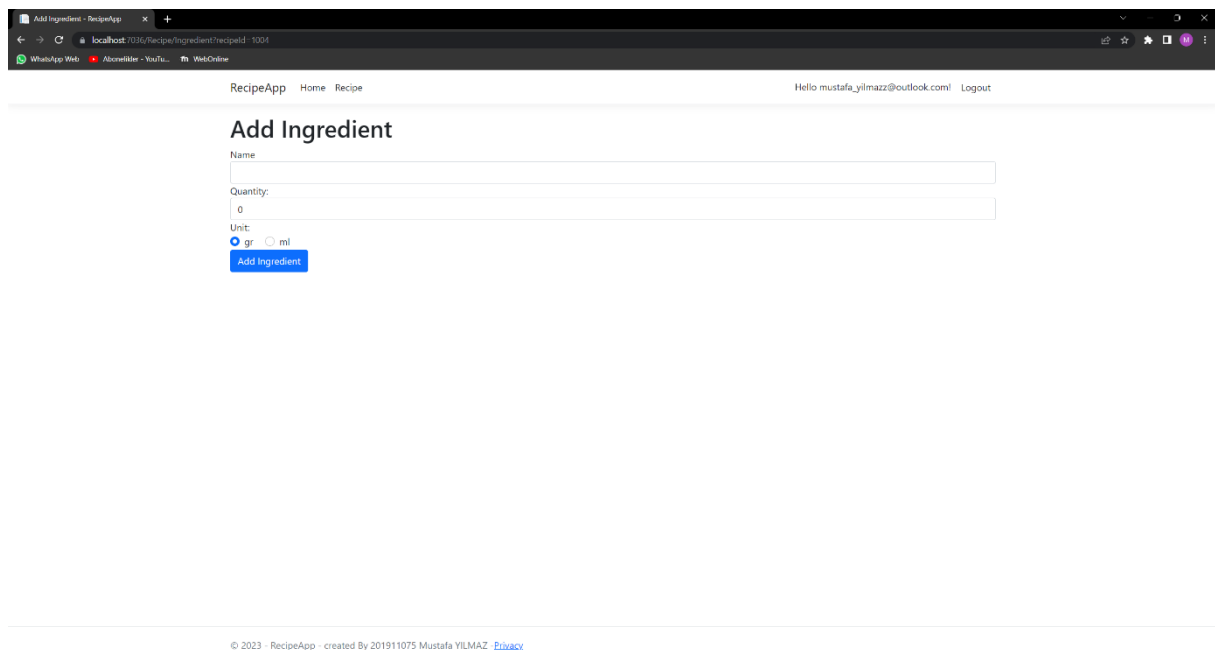 Add Ingredient - RecipeApp
localhost:7036/Recipe/Ingredient?recipeId=1004
M
WhatsApp Web Abonelikler - YouTu... WebOnline
RecipeApp Home Recipe Hello mustafa_yilmazz@outlook.com! Logout
Add Ingredient
Name
Quantity:
0
Unit:
gr ml
Add Ingredient
© 2023 - RecipeApp - created By 201911075 Mustafa YILMAZ -Privacy